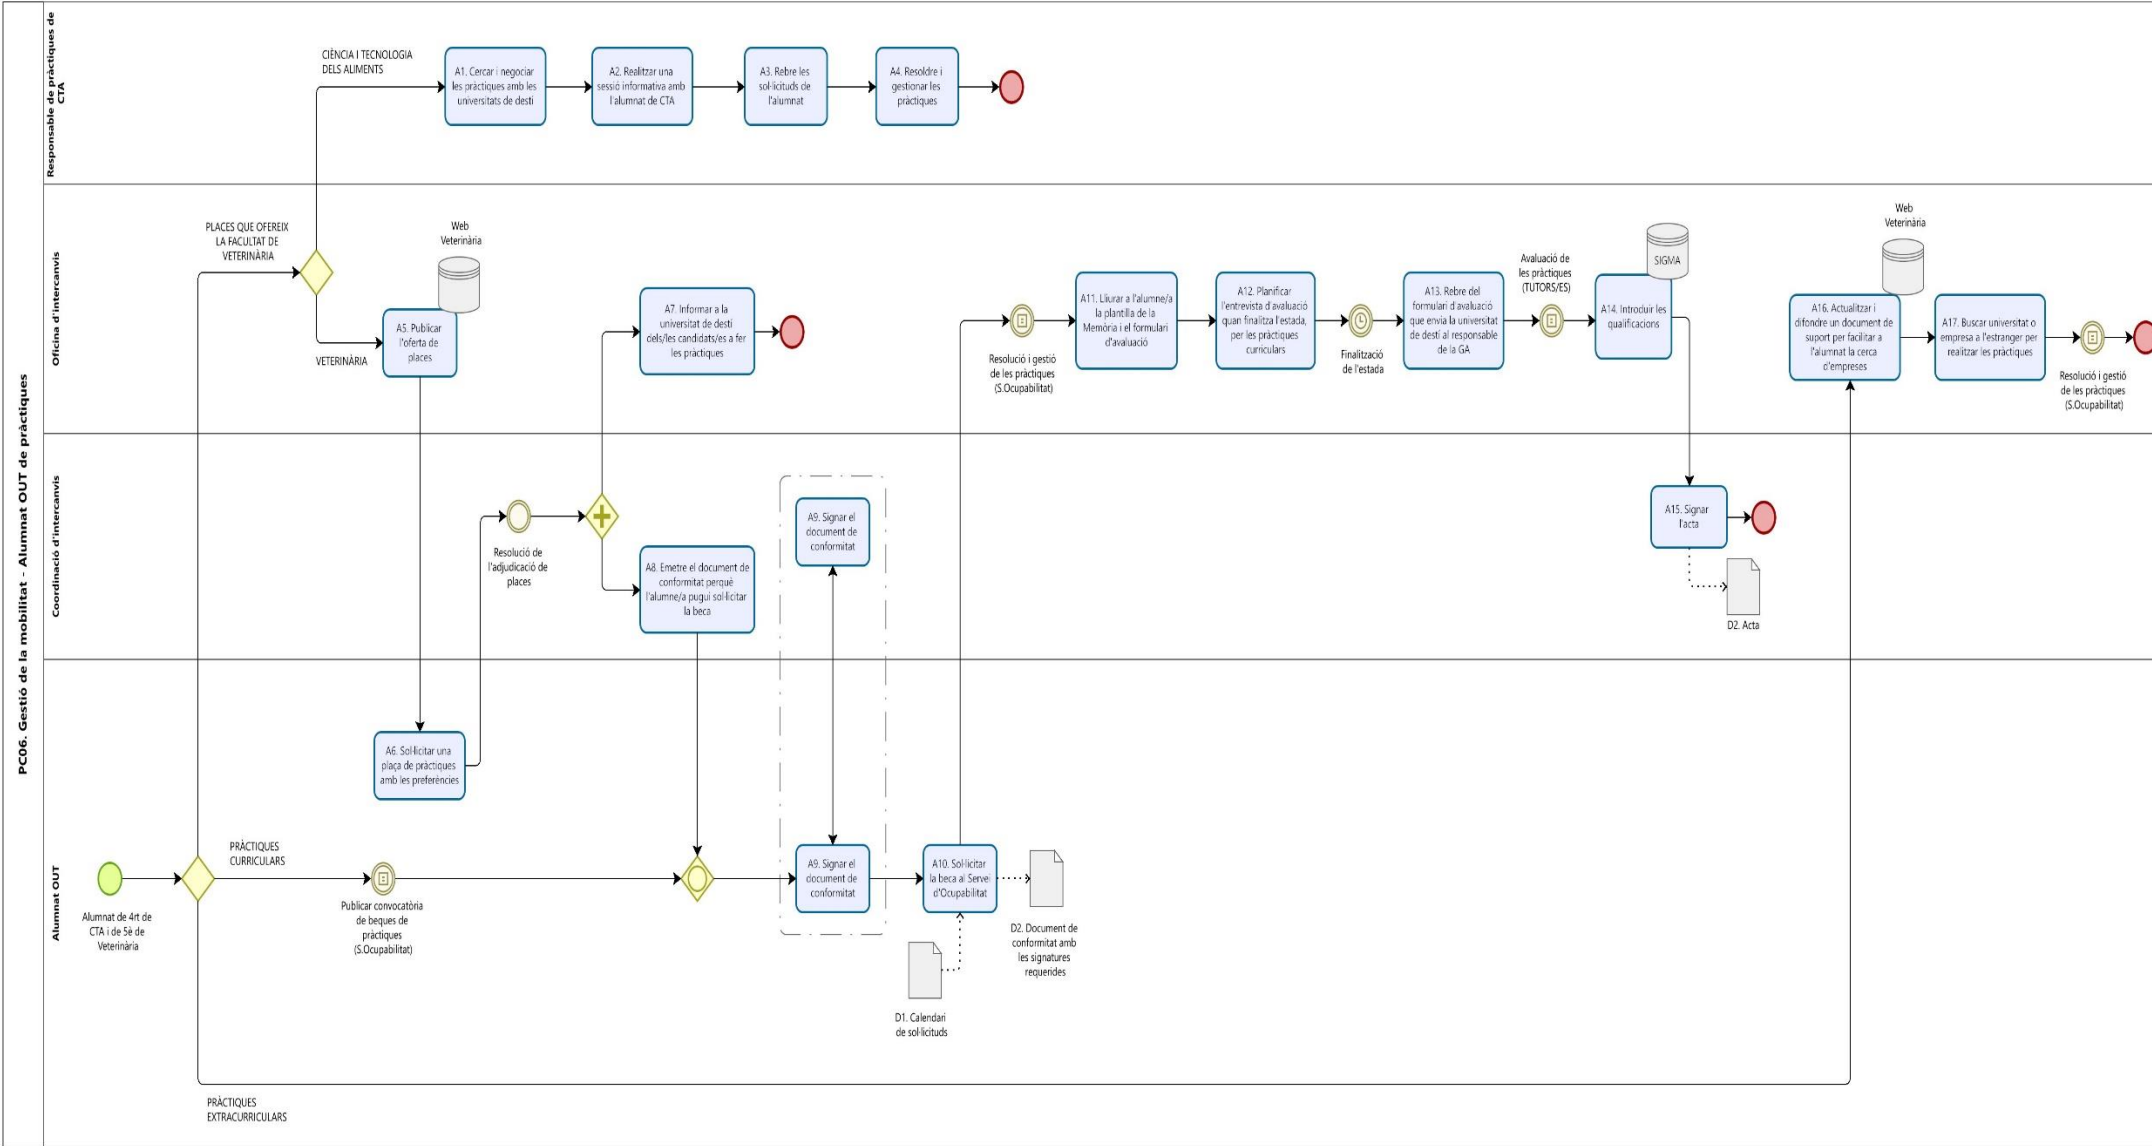 PC06. Gestió de la mobilitat - Alumnat OUT de pràctiques
Responsable de pràctiques de
CTA
CIÈNCIA I TECNOLOGIA
DELS ALIMENTS
A1. Cercar i negociar
les pràctiques amb les
universitats de destí
A2. Realitzar una
sessió informativa amb
l'alumnat de CTA
A3. Rebre les
sol·licituds de
l'alumnat
A4. Resoldre i
gestionar les
pràctiques
Oficina d'intercanvis
PLACES QUE OFEREIX
LA FACULTAT DE
VETERINÀRIA
VETERINÀRIA
Web
Veterinària
A5. Publicar
l'oferta de
places
A7. Informar a la
universitat de destí
dels/les candidats/es a fer
les pràctiques
Resolució i gestió
de les pràctiques
(S.Ocupabilitat)
A11. Lliurar a l'alumne/a
la plantilla de la
Memòria i el formulari
d'avaluació
A12. Planificar
l'entrevista d'avaluació
quan finalitza l'estada,
per les pràctiques
curriculars
Finalització
de l'estada
A13. Rebre del
formulari d'avaluació
que envia la universitat
de destí al responsable
de la GA
Avaluació de
les pràctiques
(TUTORS/ES)
SIGMA
A14. Introduir les
qualificacions
Web
Veterinària
A16. Actualitzar i
difondre un document de
suport per facilitar a
l'alumnat la cerca
d'empreses
A17. Buscar universitat o
empresa a l'estranger per
realitzar les pràctiques
Resolució i gestió
de les pràctiques
(S.Ocupabilitat)
Coordinació d'intercanvis
Resolució de
l'adjudicació de
places
A8. Emetre el document de
conformitat perquè
l'alumne/a pugui sol·licitar
la beca
A9. Signar el
document de
conformitat
A15. Signar
l'acta
D2. Acta
Alumnat OUT
A6. Sol·licitar una
plaça de pràctiques
amb les preferències
Alumnat de 4rt de
CTA i de 5è de
Veterinària
PRÀCTIQUES
CURRICULARS
Publicar convocatòria
de beques de
pràctiques
(S.Ocupabilitat)
A9. Signar el
document de
conformitat
A10. Sol·licitar
la beca al Servei
d'Ocupabilitat
D2. Document de
conformitat amb
les signatures
requerides
D1. Calendari
de sol·licituds
PRÀCTIQUES
EXTRACURRICULARS